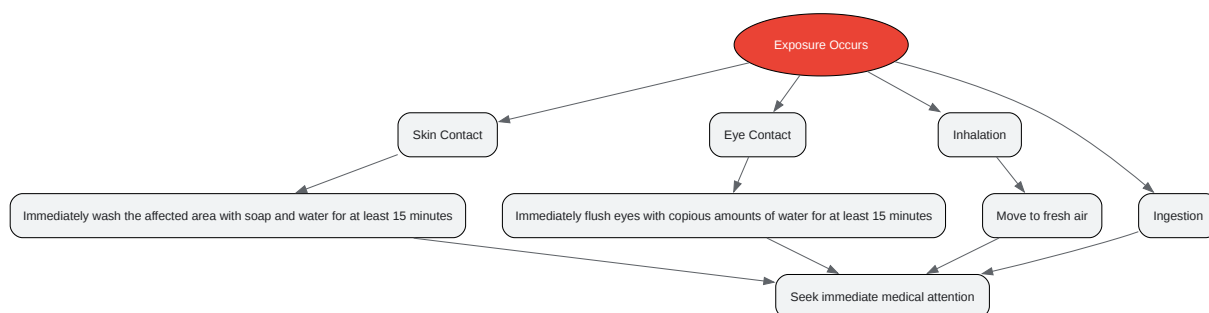 Exposure Occurs
Skin Contact
Eye Contact
Inhalation
Immediately wash the affected area with soap and water for at least 15 minutes
Immediately flush eyes with copious amounts of water for at least 15 minutes
Move to fresh air
Ingestion
Seek immediate medical attention